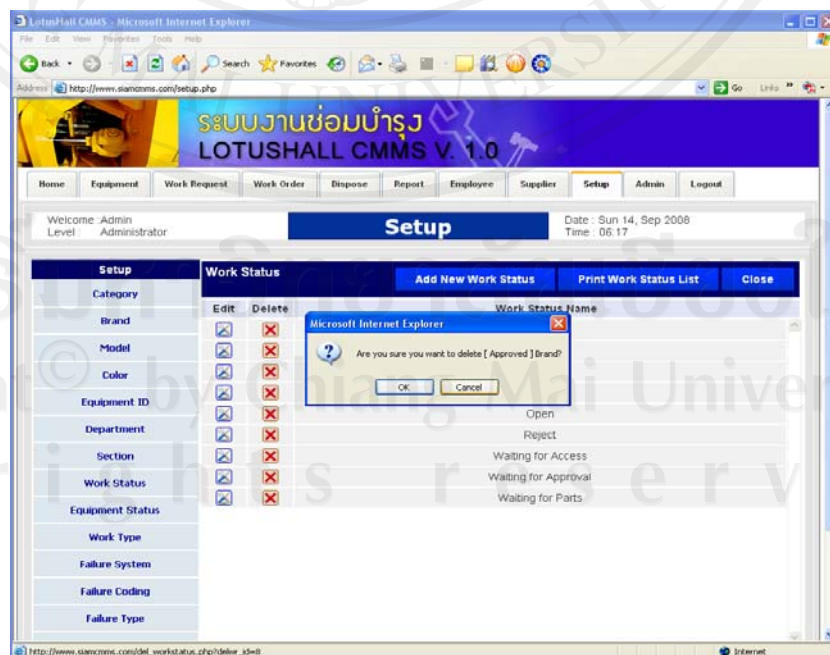 LotusHall CMMS - Microsoft Internet Explorer
File Edit View Favorites Tools Help
Back Search Favorites
Address http://www.siamcmms.com/setup.php Go Links »
ระบบงานซ่อมบำรุง
LOTUSHALL CMMS V. 1.0
Home Equipment Work Request Work Order Dispose Report Employee Supplier Setup Admin Logout
Welcome :Admin
Level : Administrator
Setup
Date : Sun 14, Sep 2008
Time : 06:17
Setup
Category
Brand
Model
Color
Equipment ID
Department
Section
Work Status
Equipment Status
Work Type
Failure System
Failure Coding
Failure Type
Work Status
Add New Work Status Print Work Status List Close
Edit Delete Work Status Name
Microsoft Internet Explorer
Are you sure you want to delete [ Approved ] Brand?
OK Cancel
Open
Reject
Waiting for Access
Waiting for Approval
Waiting for Parts
http://www.siamcmms.com/del_workstatus.php?delwr_id=8 Internet
by Chiang Mai Univer
rights reserv